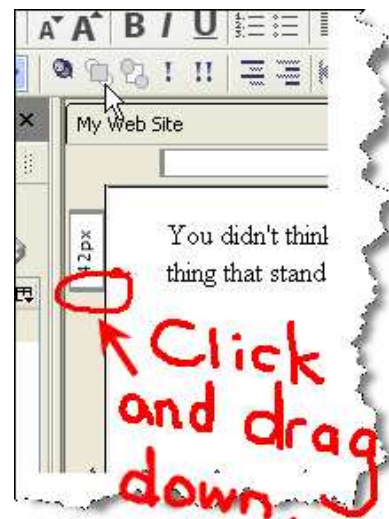 A A B I U
! !!
My Web Site
42px
You didn't think
thing that stand
Click
and drag
down.